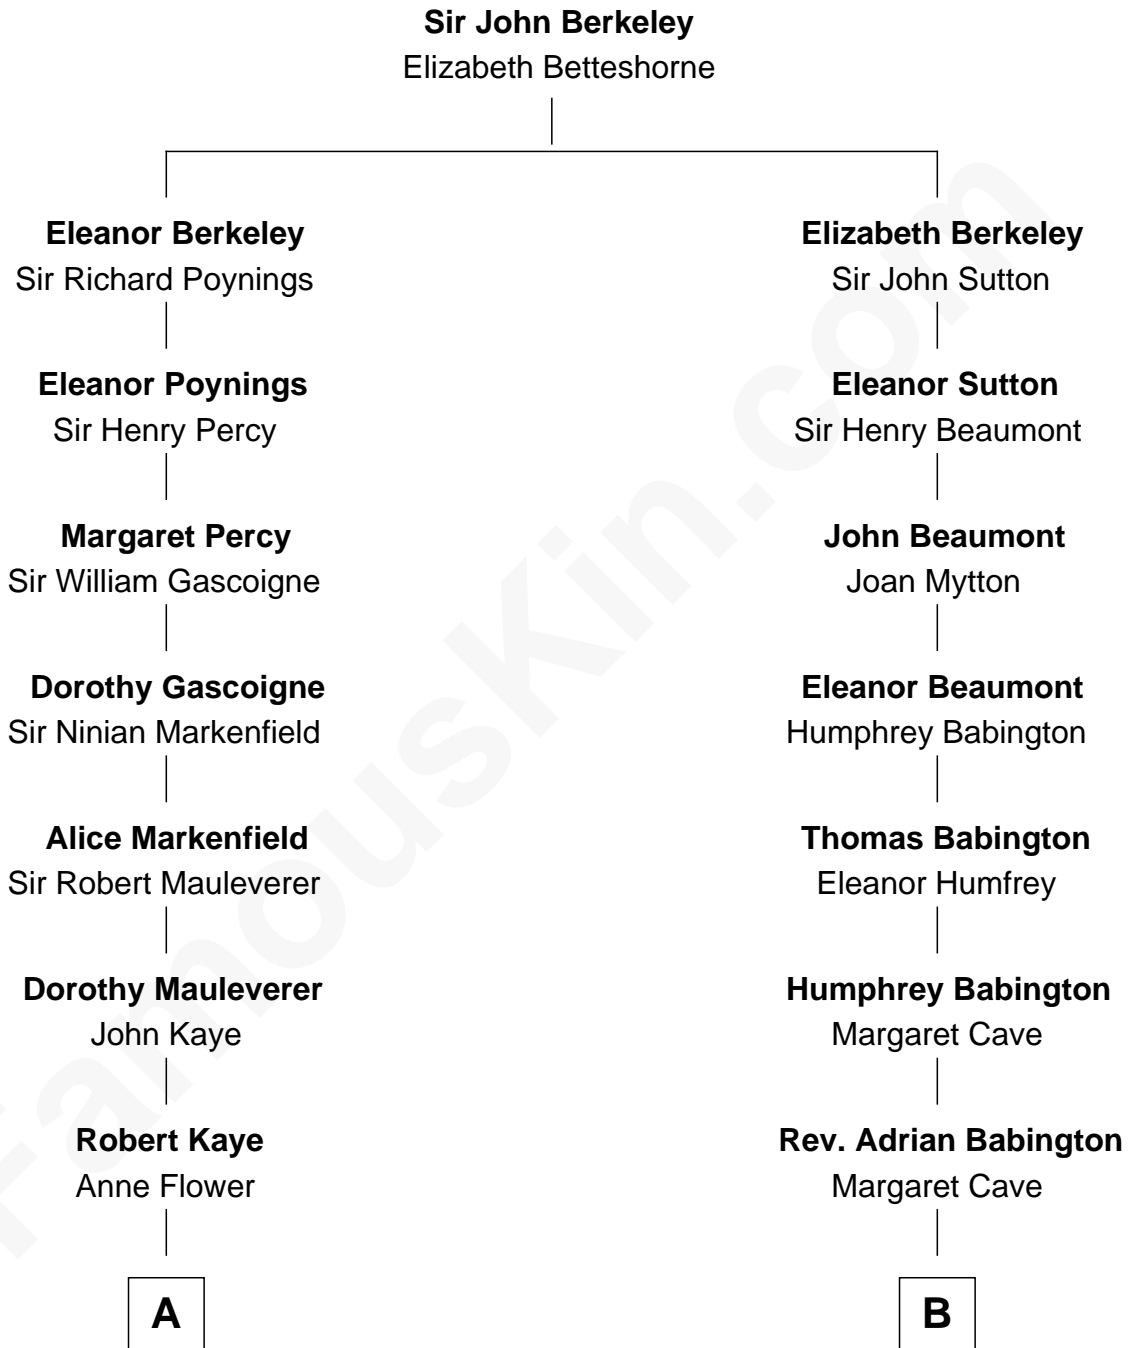 Sir John Berkeley
Elizabeth Betteshorne
Eleanor Berkeley
Sir Richard Poynings
Elizabeth Berkeley
Sir John Sutton
Eleanor Poynings
Sir Henry Percy
Eleanor Sutton
Sir Henry Beaumont
Margaret Percy
Sir William Gascoigne
John Beaumont
Joan Mytton
Dorothy Gascoigne
Sir Ninian Markenfield
Eleanor Beaumont
Humphrey Babington
Alice Markenfield
Sir Robert Mauleverer
Thomas Babington
Eleanor Humfrey
Dorothy Mauleverer
John Kaye
Humphrey Babington
Margaret Cave
Robert Kaye
Anne Flower
Rev. Adrian Babington
Margaret Cave
A
B
FamousKin.com